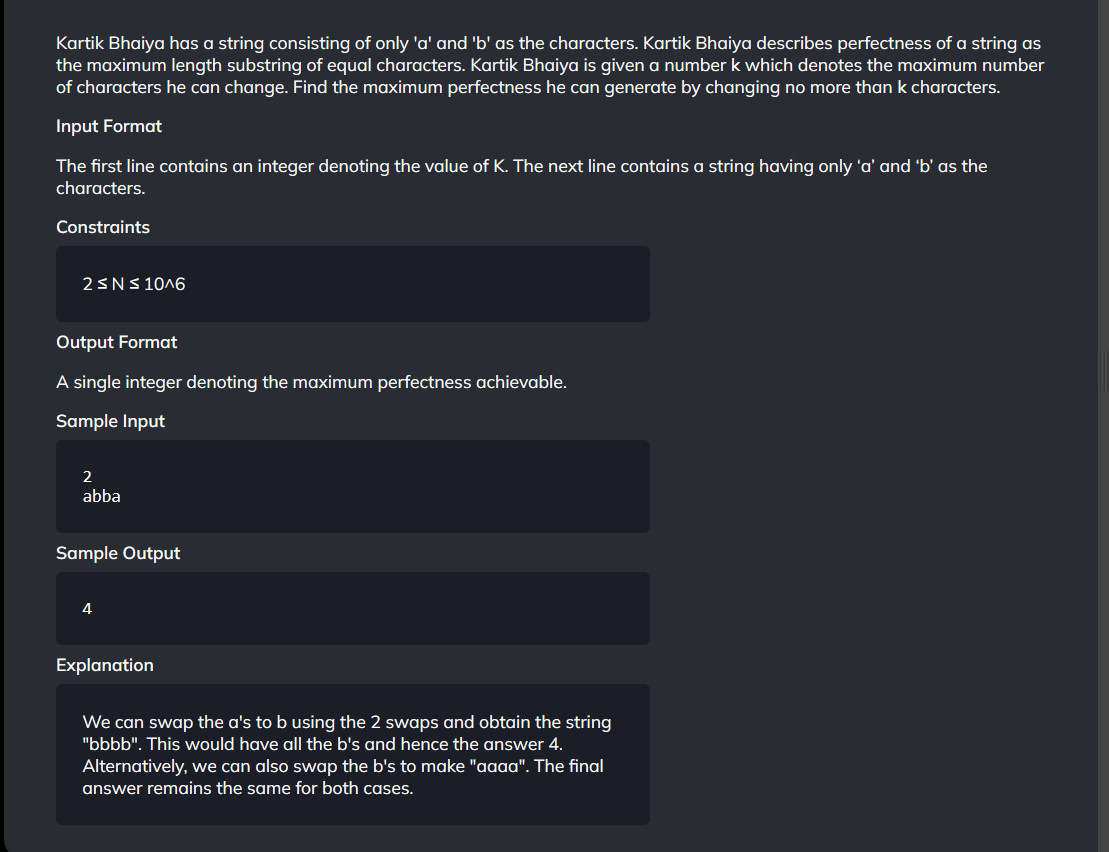 Kartik Bhaiya has a string consisting of only 'a' and 'b' as the characters. Kartik Bhaiya describes perfectness of a string as
the maximum length substring of equal characters. Kartik Bhaiya is given a number k which denotes the maximum number
of characters he can change. Find the maximum perfectness he can generate by changing no more than k characters.
Input Format
The first line contains an integer denoting the value of K. The next line contains a string having only ‘a’ and ‘b’ as the
characters.
Constraints
2 ≤ N ≤ 10^6
Output Format
A single integer denoting the maximum perfectness achievable.
Sample Input
2
abba
Sample Output
4
Explanation
We can swap the a's to b using the 2 swaps and obtain the string
"bbbb". This would have all the b's and hence the answer 4.
Alternatively, we can also swap the b's to make "aaaa". The final
answer remains the same for both cases.